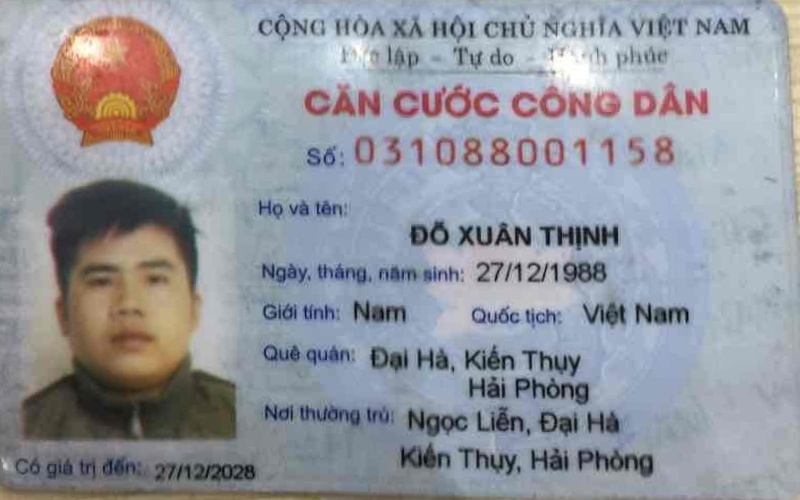 CỘNG HÒA XÃ HỘI CHỦ NGHĨA VIỆT NAM
Độc lập - Tự do - Hạnh phúc
CĂN CƯỚC CÔNG DÂN
Số: 031088001158
Họ và tên:
ĐỖ XUÂN THỊNH
Ngày, tháng, năm sinh: 27/12/1988
Giới tính: Nam Quốc tịch: Việt Nam
Quê quán: Đại Hà, Kiến Thụy
Hải Phòng
Nơi thường trú: Ngọc Liễn, Đại Hà
Kiến Thụy, Hải Phòng
Có giá trị đến: 27/12/2028